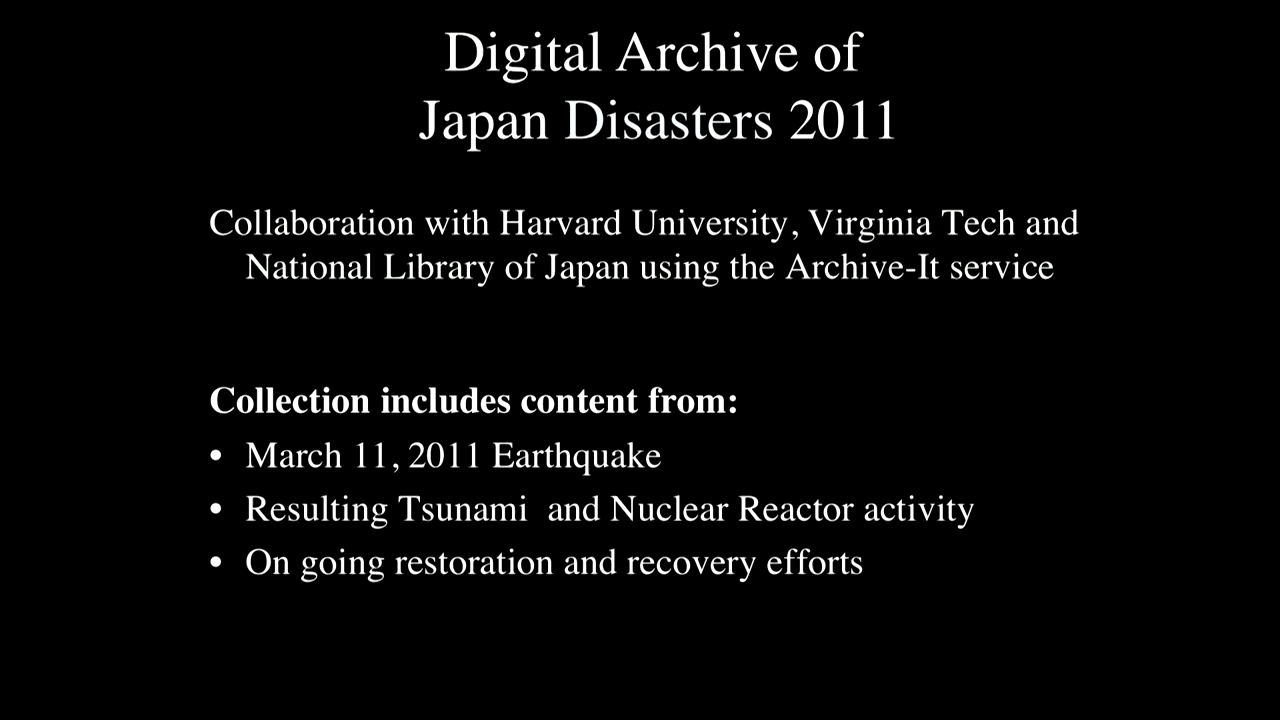 Digital Archive of
Japan Disasters 2011
Collaboration with Harvard University, Virginia Tech and
National Library of Japan using the Archive-It service
Collection includes content from:
• March 11, 2011 Earthquake
• Resulting Tsunami  and Nuclear Reactor activity
• On going restoration and recovery efforts